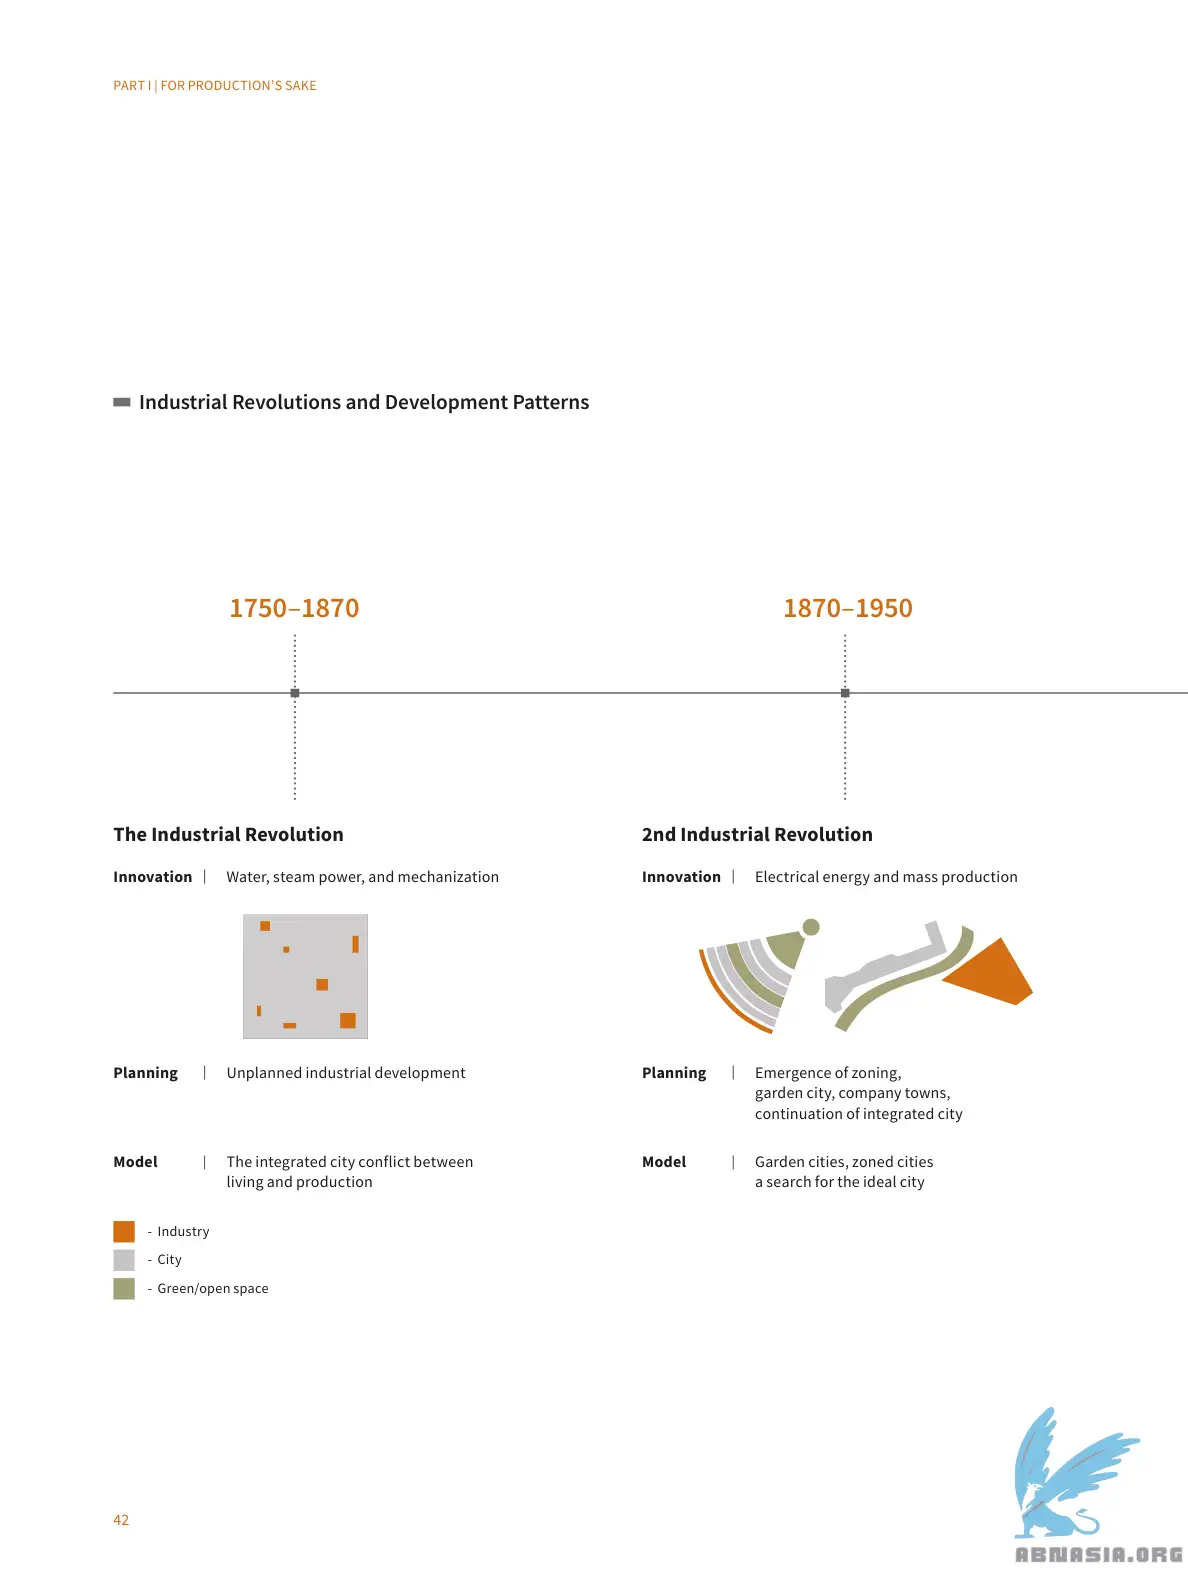 PART I | FOR PRODUCTION'S SAKE
Industrial Revolutions and Development Patterns
1750–1870
1870–1950
The Industrial Revolution
Innovation | Water, steam power, and mechanization
Planning | Unplanned industrial development
Model | The integrated city conflict between
living and production
- Industry
- City
- Green/open space
2nd Industrial Revolution
Innovation | Electrical energy and mass production
Planning | Emergence of zoning,
garden city, company towns,
continuation of integrated city
Model | Garden cities, zoned cities
a search for the ideal city
42
ABNASIA.ORG